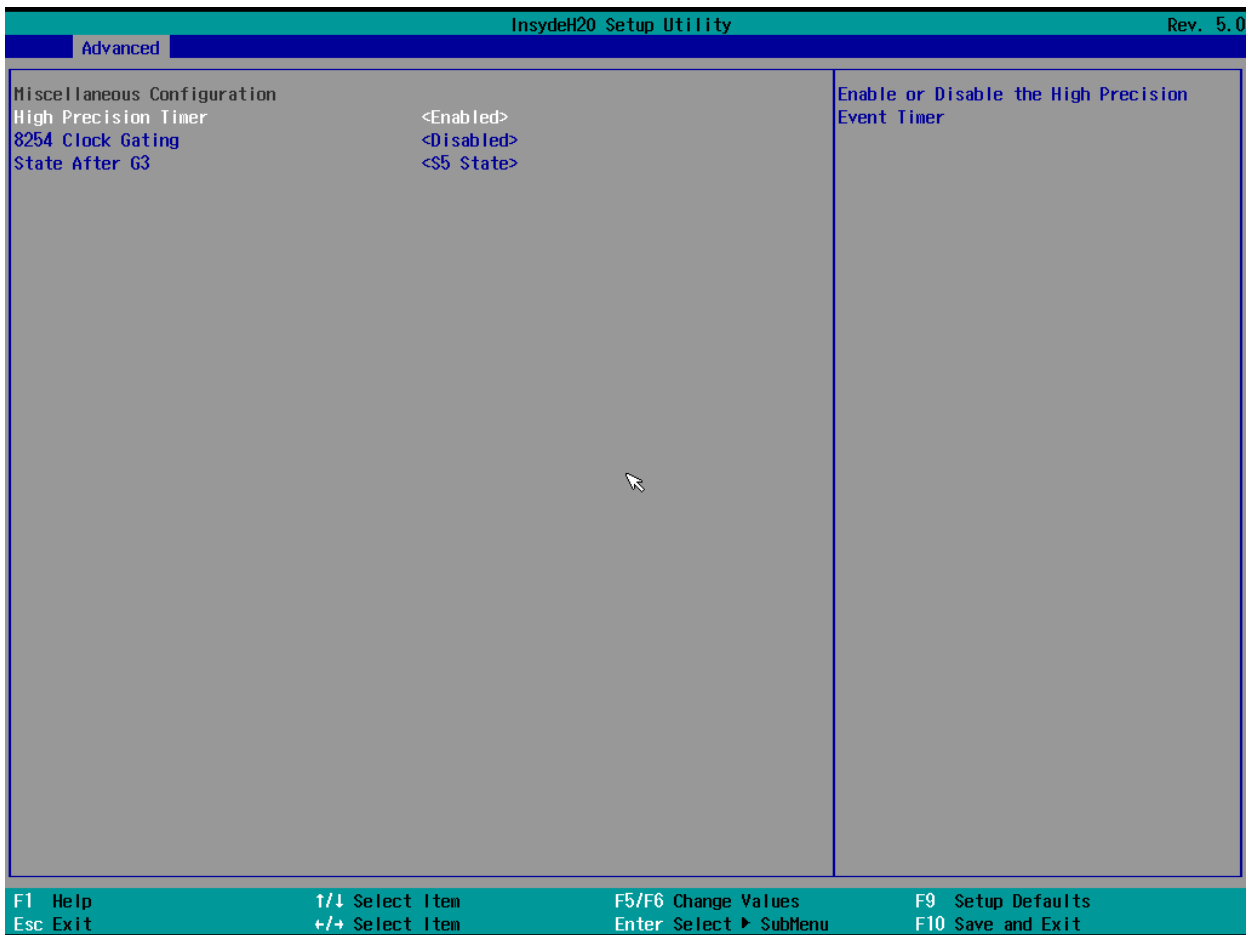 InsydeH20 Setup Utility Rev. 5.0
Advanced
Miscellaneous Configuration
High Precision Timer <Enabled>
8254 Clock Gating <Disabled>
State After G3 <S5 State>
Enable or Disable the High Precision
Event Timer
F1 Help ↑/↓ Select Item F5/F6 Change Values F9 Setup Defaults
Esc Exit ←/→ Select Item Enter Select ▶ SubMenu F10 Save and Exit